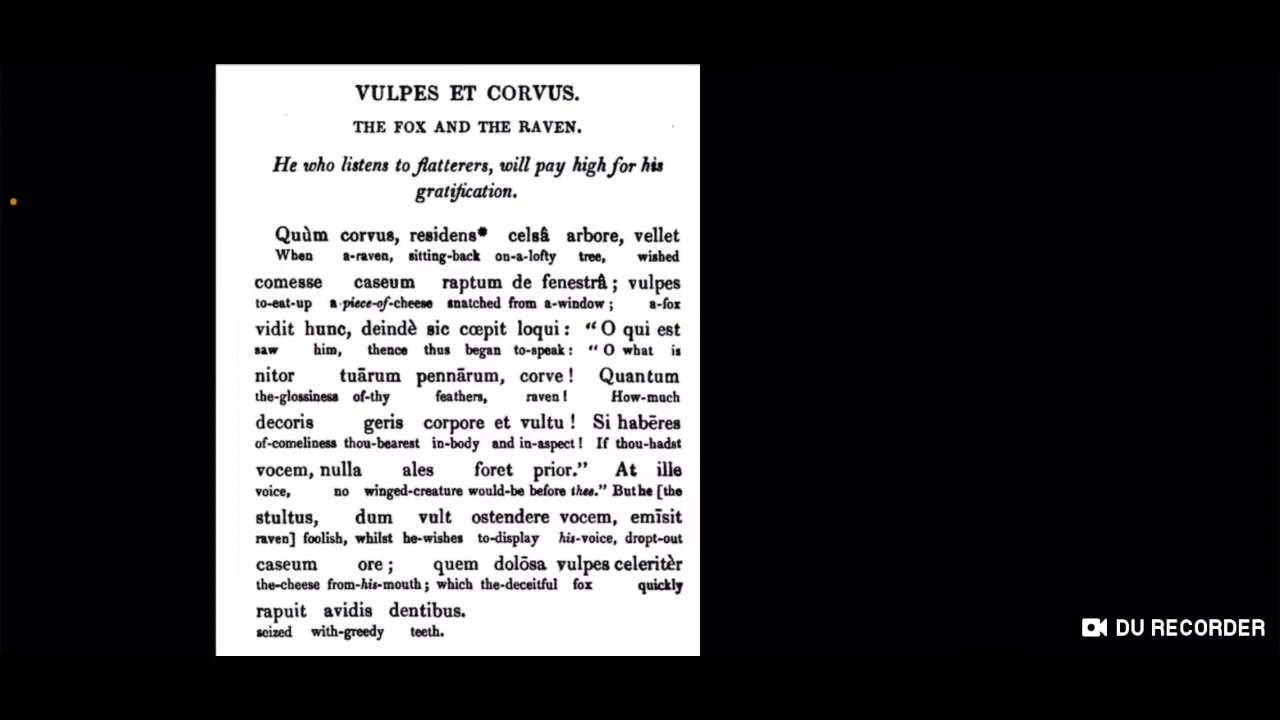 VULPES ET CORVUS.
THE FOX AND THE RAVEN.
He who listens to flatterers, will pay high for his
gratification.
Quùm corvus, residens* celsâ arbore, vellet
When a-raven, sitting-back on-a-lofty tree, wished
comesse caseum raptum de fenestrâ; vulpes
to-eat-up a-piece-of-cheese snatched from a-window; a-fox
vidit hunc, deindè sic cœpit loqui: “O qui est
saw him, thence thus began to-speak: “O what is
nitor tuārum pennārum, corve! Quantum
the-glossiness of-thy feathers, raven! How-much
decoris geris corpore et vultu! Si habēres
of-comeliness thou-bearest in-body and in-aspect! If thou-hadst
vocem, nulla ales foret prior.” At ille
voice, no winged-creature would-be before thee.” But he [the
stultus, dum vult ostendere vocem, emīsit
raven] foolish, whilst he-wishes to-display his-voice, dropt-out
caseum ore; quem dolōsa vulpes celeritèr
the-cheese from-his-mouth; which the-deceitful fox quickly
rapuit avidis dentibus.
seized with-greedy teeth.
DU RECORDER